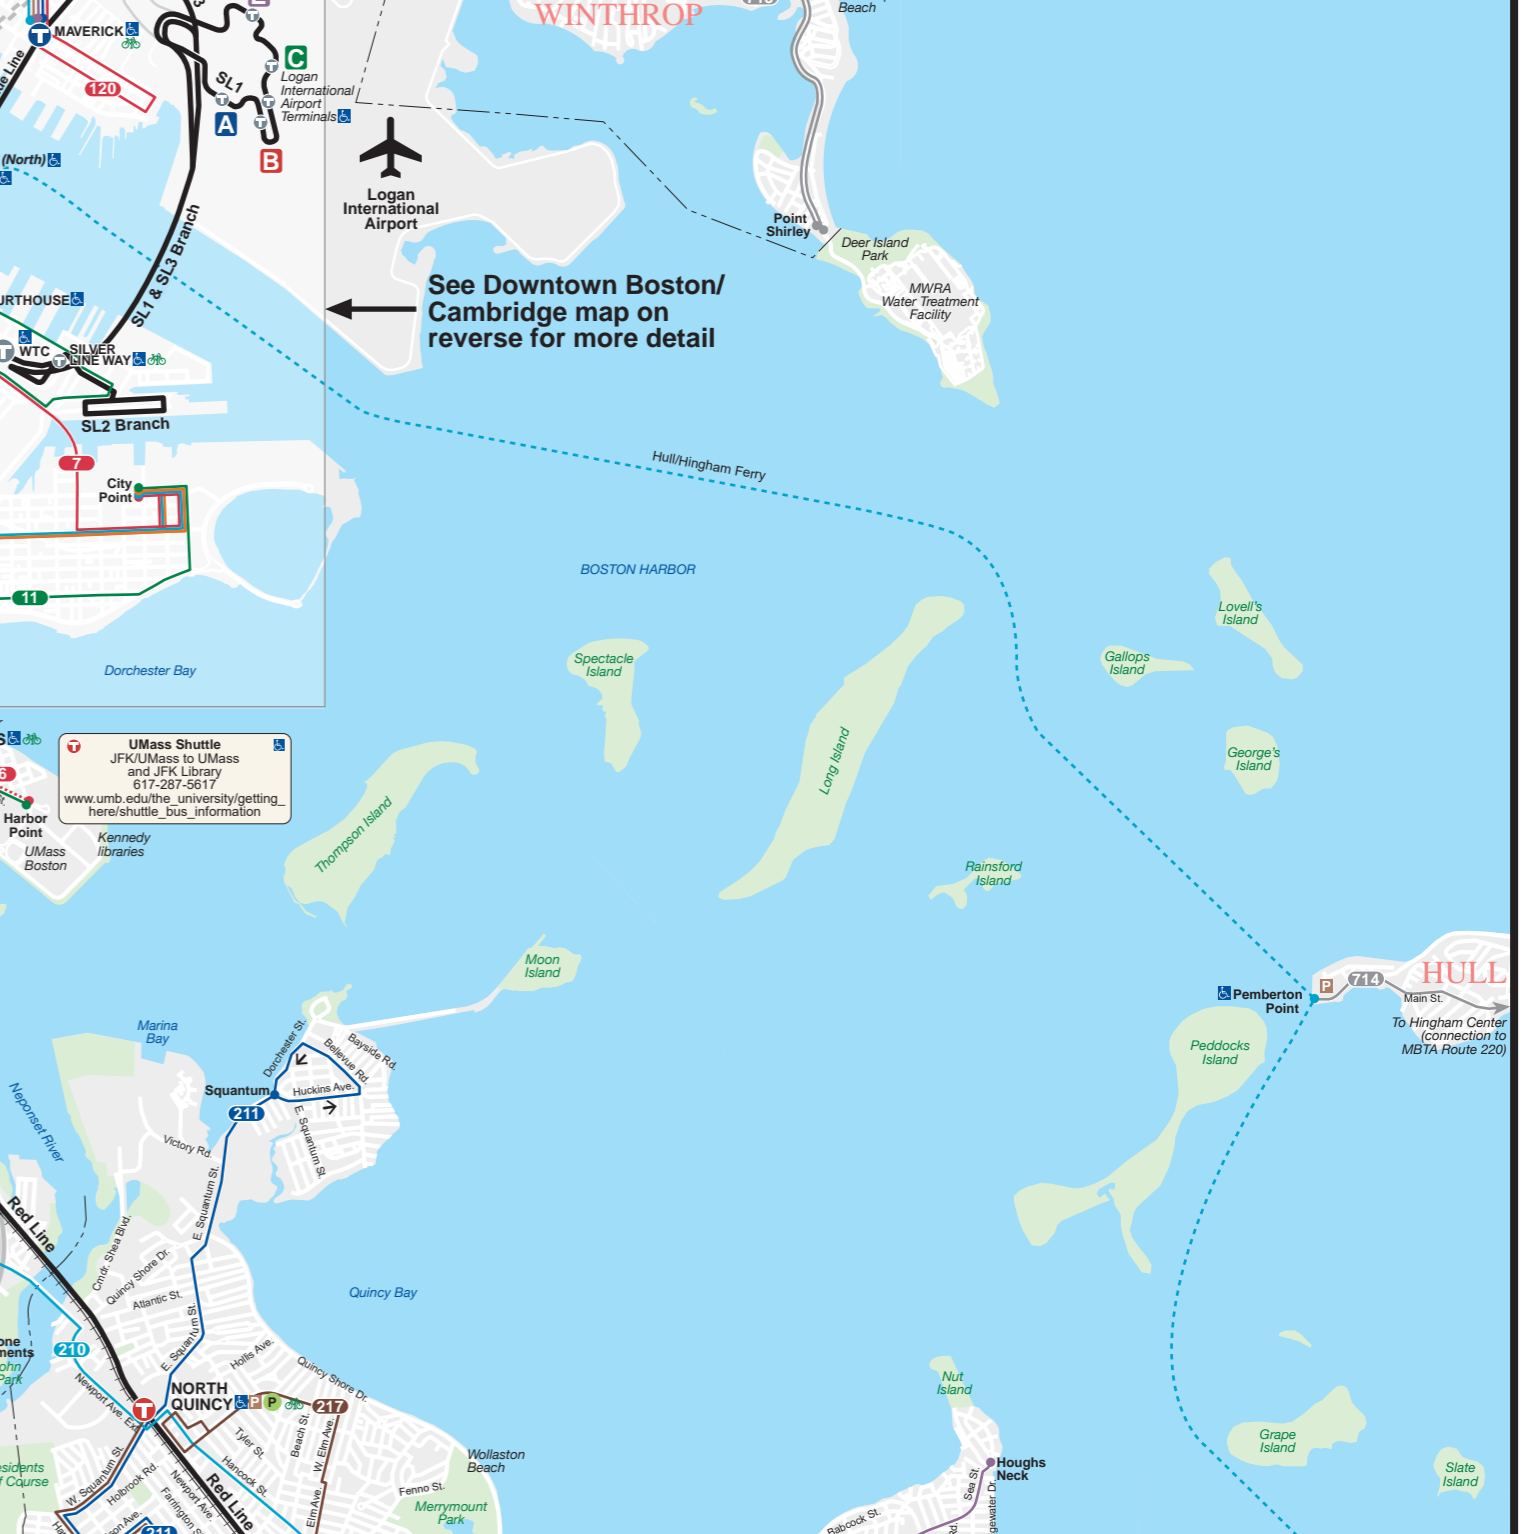 WINTHROP
Beach
MAVERICK
120
C
SL1
Logan
International
Airport
Terminals
A
B
(North)
Logan
International
Airport
Point
Shirley
Deer Island
Park
MWRA
Water Treatment
Facility
SL1 & SL3 Branch
See Downtown Boston/
Cambridge map on
reverse for more detail
WTC
SILVER
LINE WAY
SL2 Branch
7
City
Point
11
Hull/Hingham Ferry
BOSTON HARBOR
Dorchester Bay
Spectacle
Island
Long Island
Lovell's
Island
Gallops
Island
George's
Island
UMass Shuttle
JFK/UMass to UMass
and JFK Library
617-287-5617
www.umb.edu/the_university/getting_
here/shuttle_bus_information
Harbor
Point
UMass
Boston
Kennedy
libraries
Thompson Island
Rainsford
Island
Moon
Island
HULL
P
714
Main St.
Pemberton
Point
To Hingham Center
(connection to
MBTA Route 220)
Peddocks
Island
Marina
Bay
Neponset River
Dorchester St.
Bayside Rd.
Bellevue Rd.
Huckins Ave.
Squantum
211
E. Squantum St.
Victory Rd.
E. Squantum St.
Red Line
Cmdr. Shea Blvd.
Quincy Shore Dr.
Atlantic St.
E. Squantum St.
Quincy Bay
210
Hollis Ave.
Quincy Shore Dr.
Newport Ave. Ext.
NORTH
QUINCY
P
P
217
Beach St.
W. Elm Ave.
Tyler St.
Hancock St.
W. Squantum St.
Holbrook Rd.
Newport Ave.
Red Line
Elm Ave.
Fenno St.
Wollaston
Beach
Merrymount
Park
211
Nut
Island
Houghs
Neck
Sea St.
Babcock St.
Grape
Island
Slate
Island